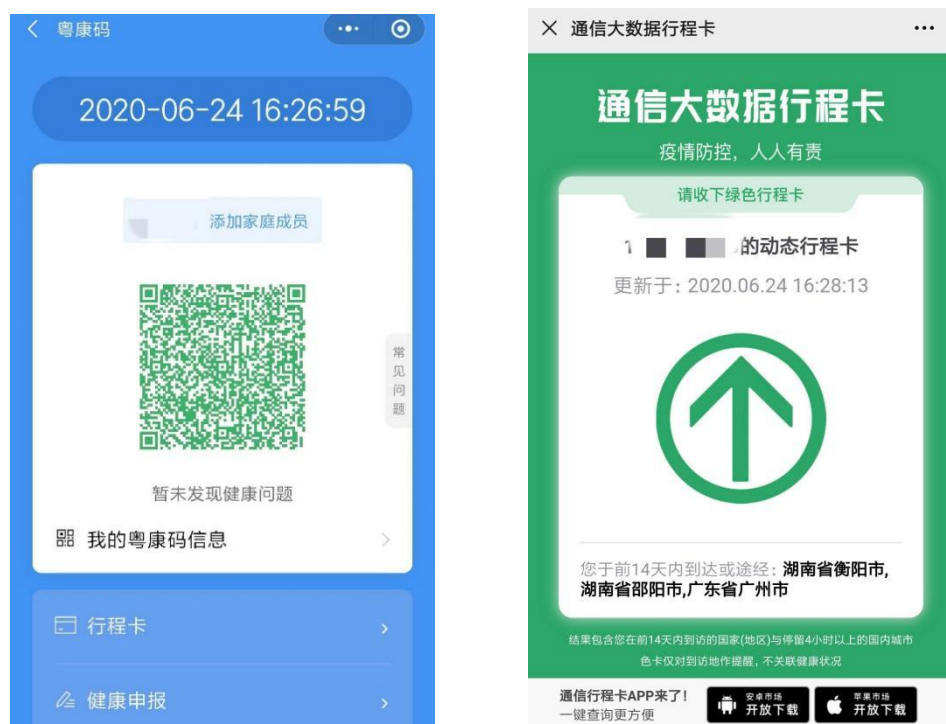 粤康码
2020-06-24 16:26:59
添加家庭成员
常见问题
暂未发现健康问题
我的粤康码信息
行程卡
健康申报
通信大数据行程卡
通信大数据行程卡
疫情防控，人人有责
请收下绿色行程卡
的动态行程卡
更新于：2020.06.24 16:28:13
您于前14天内到达或途经：湖南省衡阳市,
湖南省邵阳市,广东省广州市
结果包含您在前14天内到访的国家(地区)与停留4小时以上的国内城市
色卡仅对到访地作提醒，不关联健康状况
通信行程卡APP来了！
一键查询更方便
安卓市场
开放下载
苹果市场
开放下载